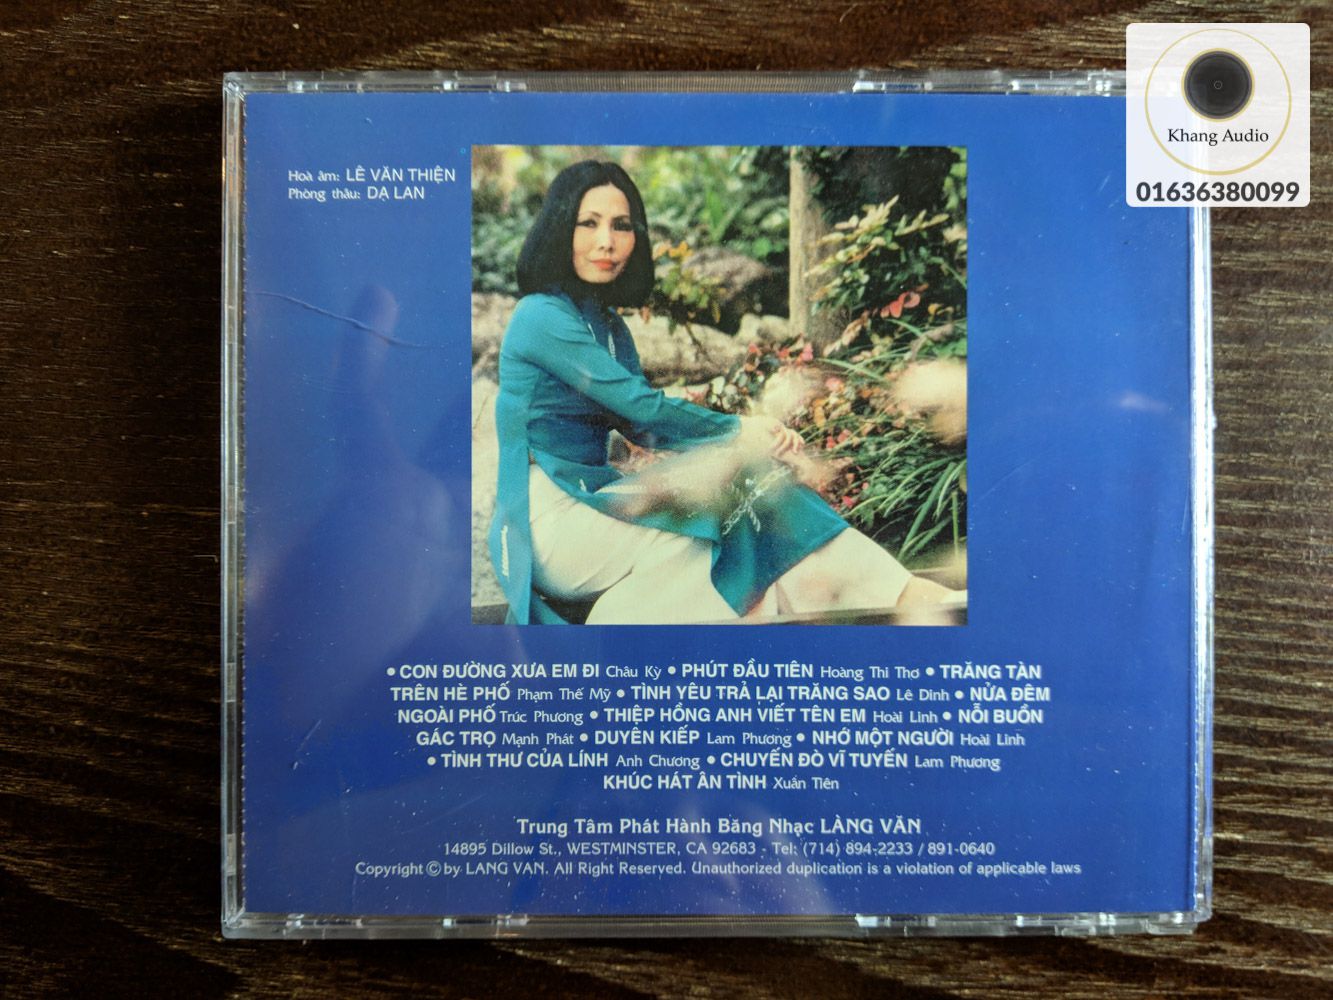 Khang Audio
01636380099
Hoà âm: LÊ VĂN THIỆN
Phòng thâu: DẠ LAN
• CON ĐƯỜNG XƯA EM ĐI Châu Kỳ • PHÚT ĐẦU TIÊN Hoàng Thi Thơ • TRĂNG TÀN
TRÊN HÈ PHỐ Phạm Thế Mỹ • TÌNH YÊU TRẢ LẠI TRĂNG SAO Lê Dinh • NỬA ĐÊM
NGOÀI PHỐ Trúc Phương • THIỆP HỒNG ANH VIẾT TÊN EM Hoài Linh • NỖI BUỒN
GÁC TRỌ Mạnh Phát • DUYÊN KIẾP Lam Phương • NHỚ MỘT NGƯỜI Hoài Linh
• TÌNH THƯ CỦA LÍNH Anh Chương • CHUYẾN ĐÒ VĨ TUYẾN Lam Phương
KHÚC HÁT ÂN TÌNH Xuân Tiên
Trung Tâm Phát Hành Băng Nhạc LÀNG VĂN
14895 Dillow St., WESTMINSTER, CA 92683 - Tel: (714) 894-2233 / 891-0640
Copyright © by LANG VAN. All Right Reserved. Unauthorized duplication is a violation of applicable laws